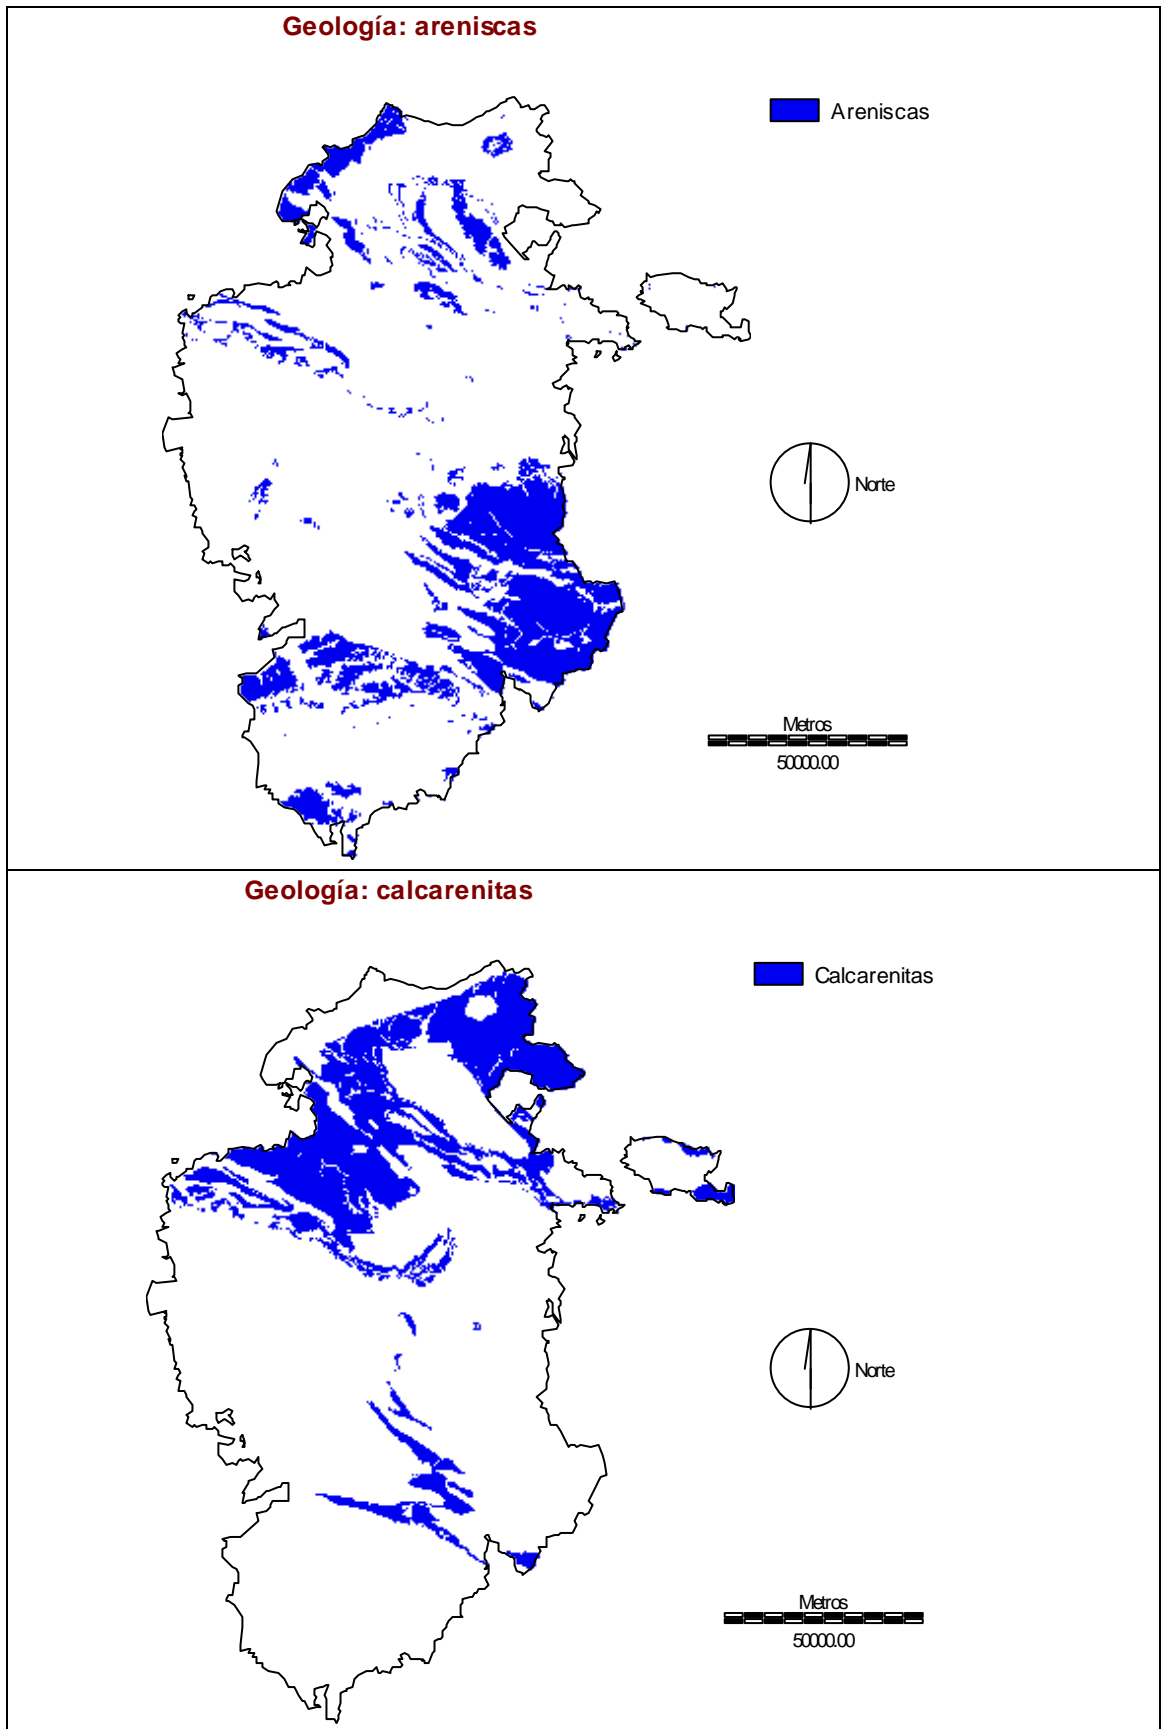 Geología: areniscas
Areniscas
Norte
Metros
50000.00
Geología: calcarenitas
Calcarenitas
Norte
Metros
50000.00